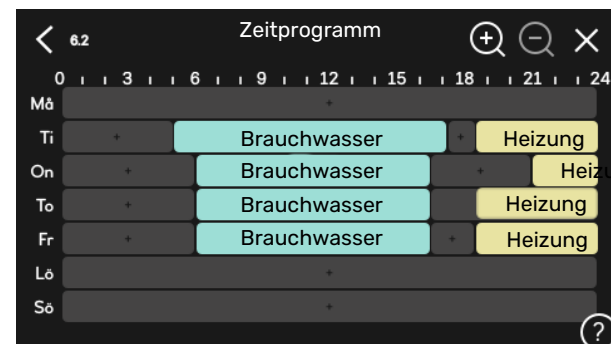 6.2 Zeitprogramm
0 3 6 9 12 15 18 21 24
Må
Ti Brauchwasser Heizung
On Brauchwasser Heizu
To Brauchwasser Heizung
Fr Brauchwasser Heizung
Lö
Sö
?